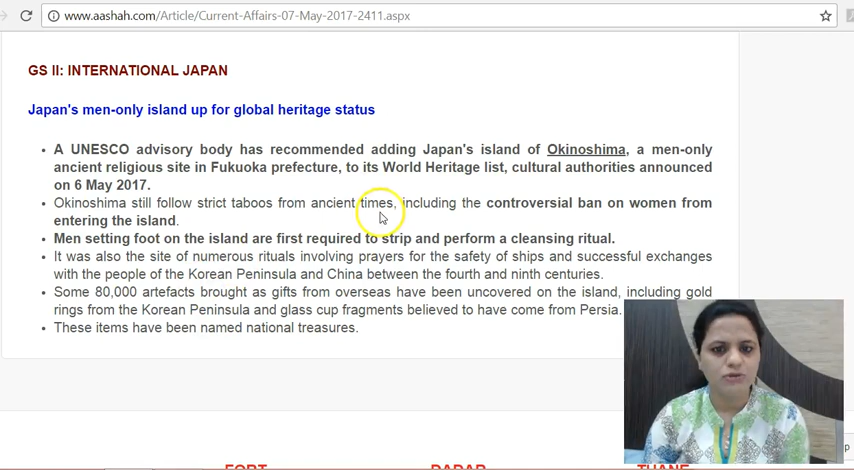 www.aashah.com/Article/Current-Affairs-07-May-2017-2411.aspx
GS II: INTERNATIONAL JAPAN
Japan's men-only island up for global heritage status
• A UNESCO advisory body has recommended adding Japan's island of Okinoshima, a men-only
ancient religious site in Fukuoka prefecture, to its World Heritage list, cultural authorities announced
on 6 May 2017.
• Okinoshima still follow strict taboos from ancient times, including the controversial ban on women from
entering the island.
• Men setting foot on the island are first required to strip and perform a cleansing ritual.
• It was also the site of numerous rituals involving prayers for the safety of ships and successful exchanges
with the people of the Korean Peninsula and China between the fourth and ninth centuries.
• Some 80,000 artefacts brought as gifts from overseas have been uncovered on the island, including gold
rings from the Korean Peninsula and glass cup fragments believed to have come from Persia.
• These items have been named national treasures.
FORT DADAR THANE